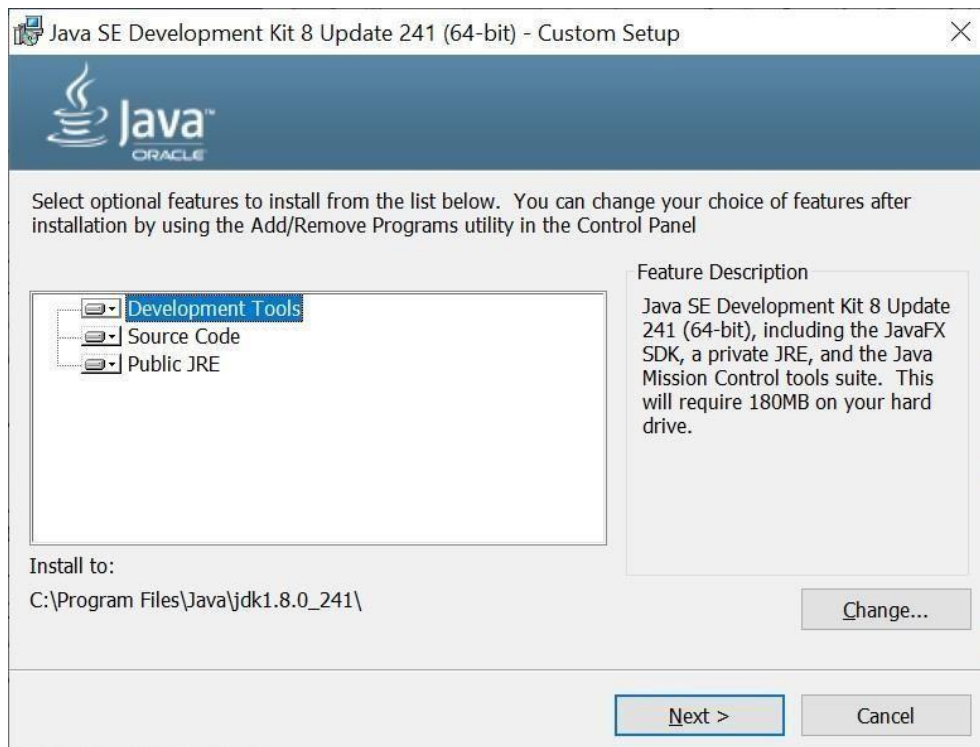 Java SE Development Kit 8 Update 241 (64-bit) - Custom Setup
Java™
ORACLE
Select optional features to install from the list below.  You can change your choice of features after
installation by using the Add/Remove Programs utility in the Control Panel
Development Tools
Source Code
Public JRE
Feature Description
Java SE Development Kit 8 Update
241 (64-bit), including the JavaFX
SDK, a private JRE, and the Java
Mission Control tools suite.  This
will require 180MB on your hard
drive.
Install to:
C:\Program Files\Java\jdk1.8.0_241\
Change...
Next >
Cancel